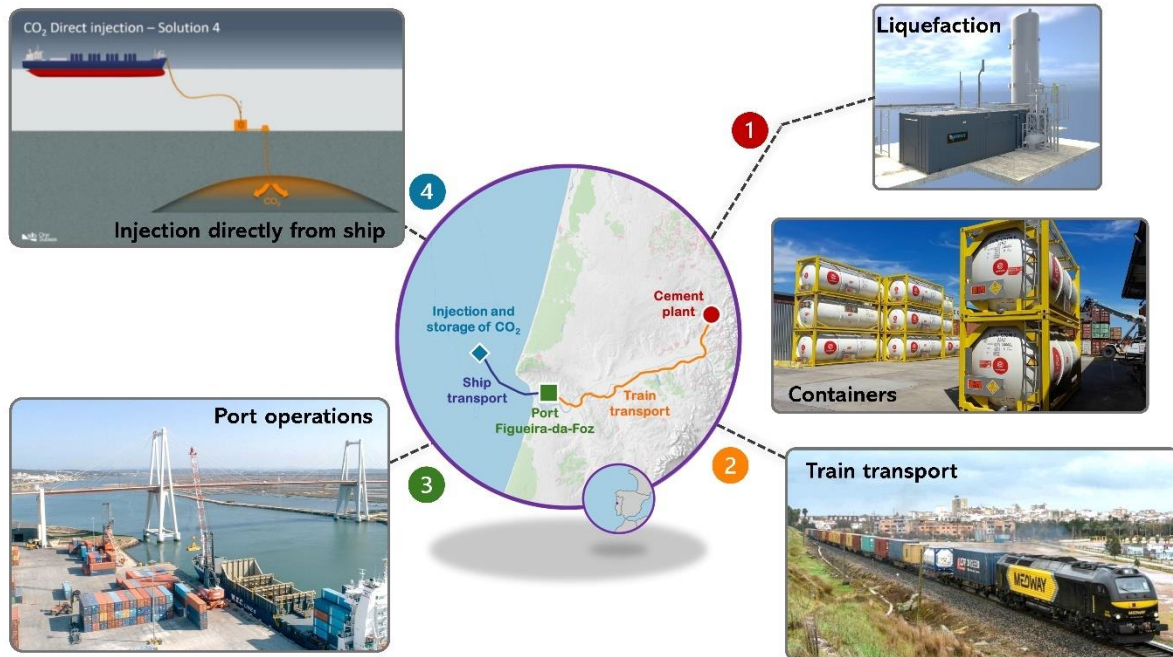 CO₂ Direct injection – Solution 4
CO₂
Injection directly from ship
4
1
Liquefaction
Containers
Injection and
storage of CO₂
Ship
transport
Port
Figueira-da-Foz
Train
transport
Cement
plant
Port operations
3
2
Train transport
MEDWAY